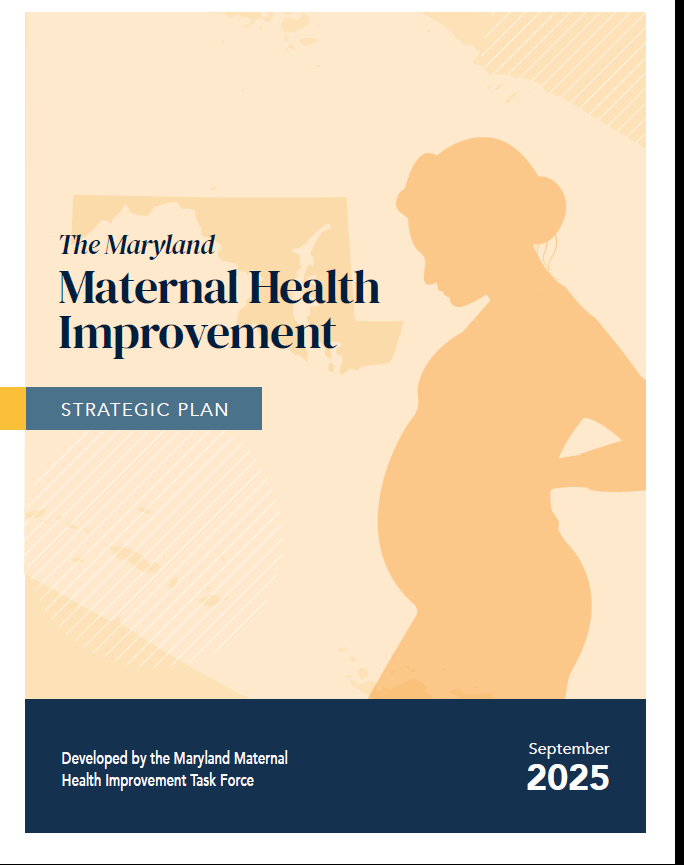 The Maryland
Maternal Health
Improvement
STRATEGIC PLAN
Developed by the Maryland Maternal
Health Improvement Task Force
September
2025